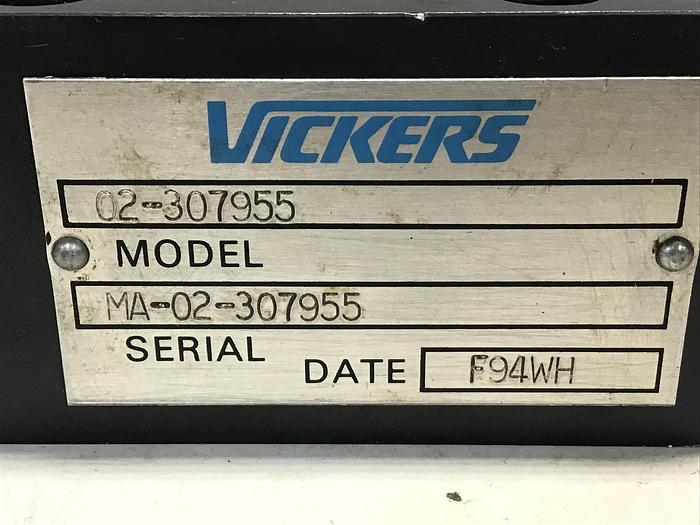 VICKERS
02-307955
MODEL
MA-02-307955
SERIAL
DATE F94WH